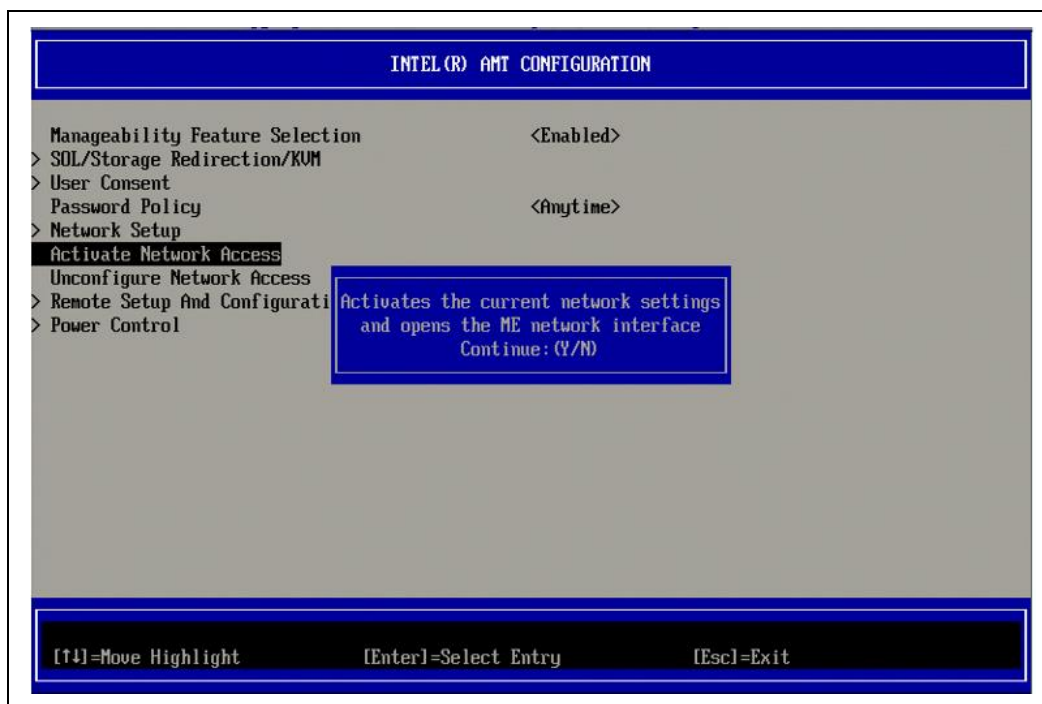 INTEL(R) AMT CONFIGURATION
Manageability Feature Selection <Enabled>
> SOL/Storage Redirection/KVM
> User Consent
Password Policy <Anytime>
> Network Setup
Activate Network Access
Unconfigure Network Access
> Remote Setup And Configurati
> Power Control
Activates the current network settings
and opens the ME network interface
Continue:(Y/N)
[↑↓]=Move Highlight [Enter]=Select Entry [Esc]=Exit